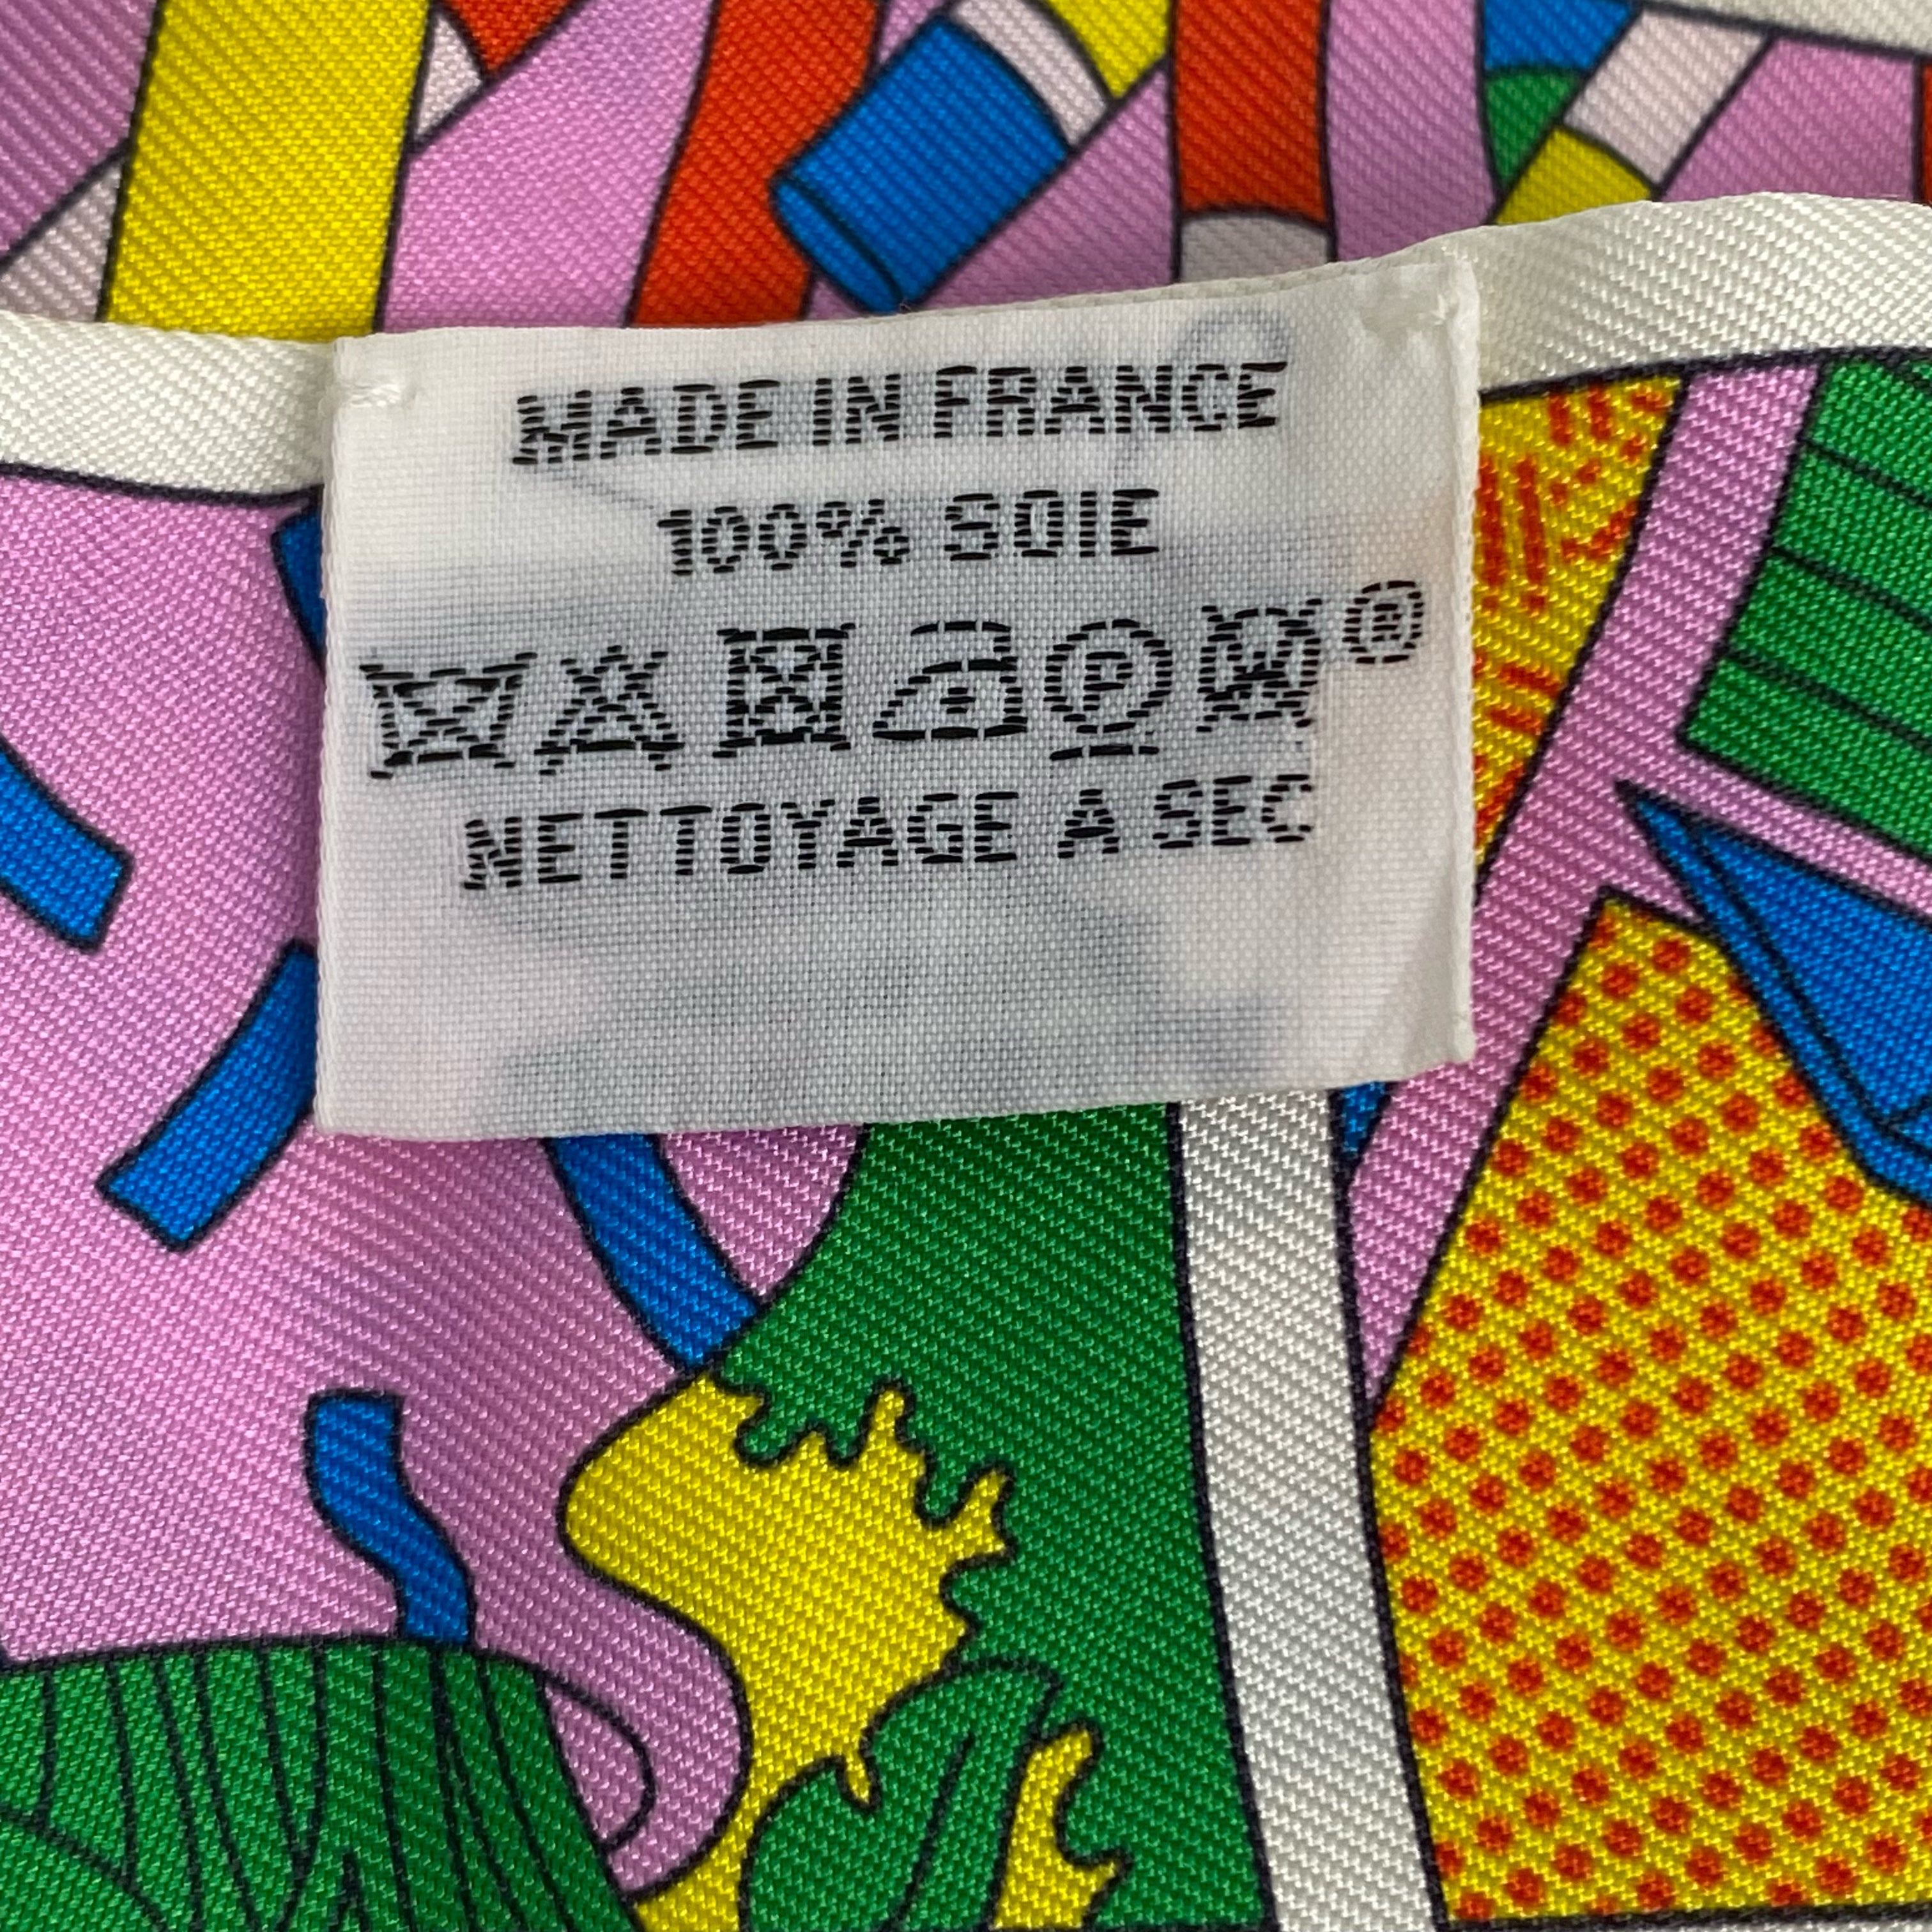 MADE IN FRANCE
100% SOIE
P ®
NETTOYAGE A SEC